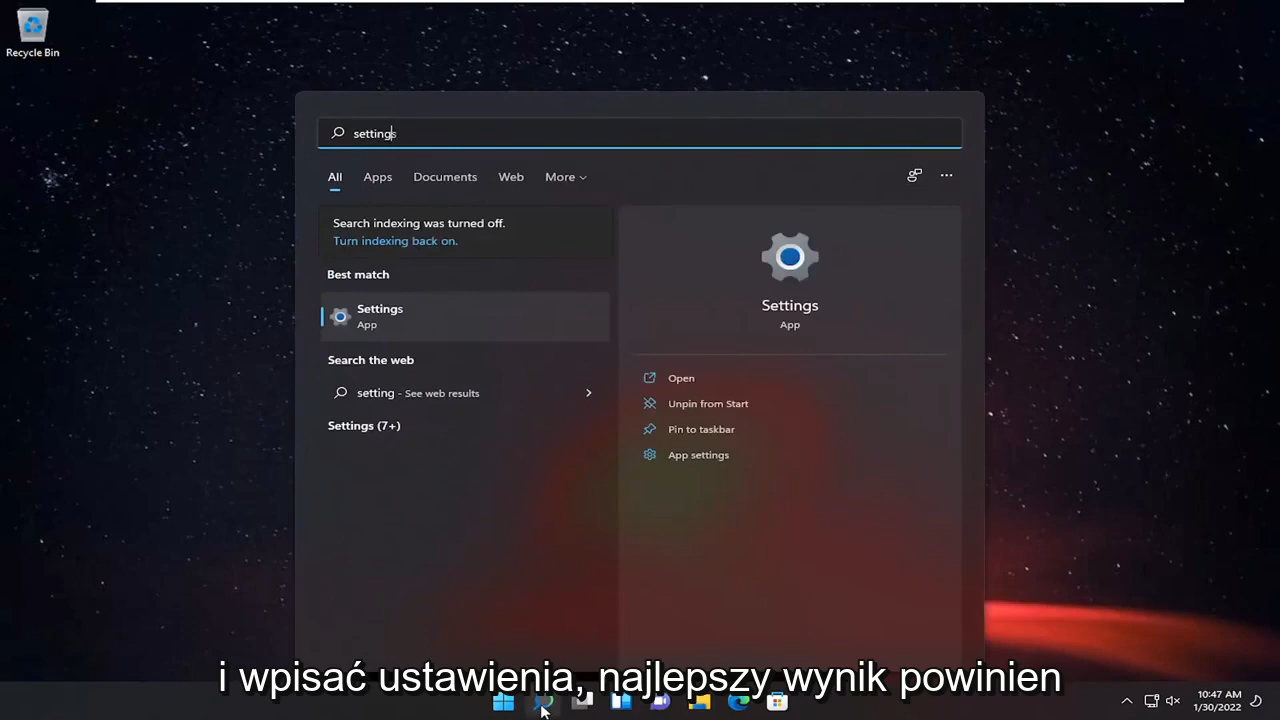 Recycle Bin
settings
All Apps Documents Web More
Search indexing was turned off.
Turn indexing back on.
Best match
Settings
App
Search the web
setting - See web results
Settings (7+)
Settings
App
Open
Unpin from Start
Pin to taskbar
App settings
i wpisać ustawienia, najlepszy wynik powinien
10:47 AM
1/30/2022